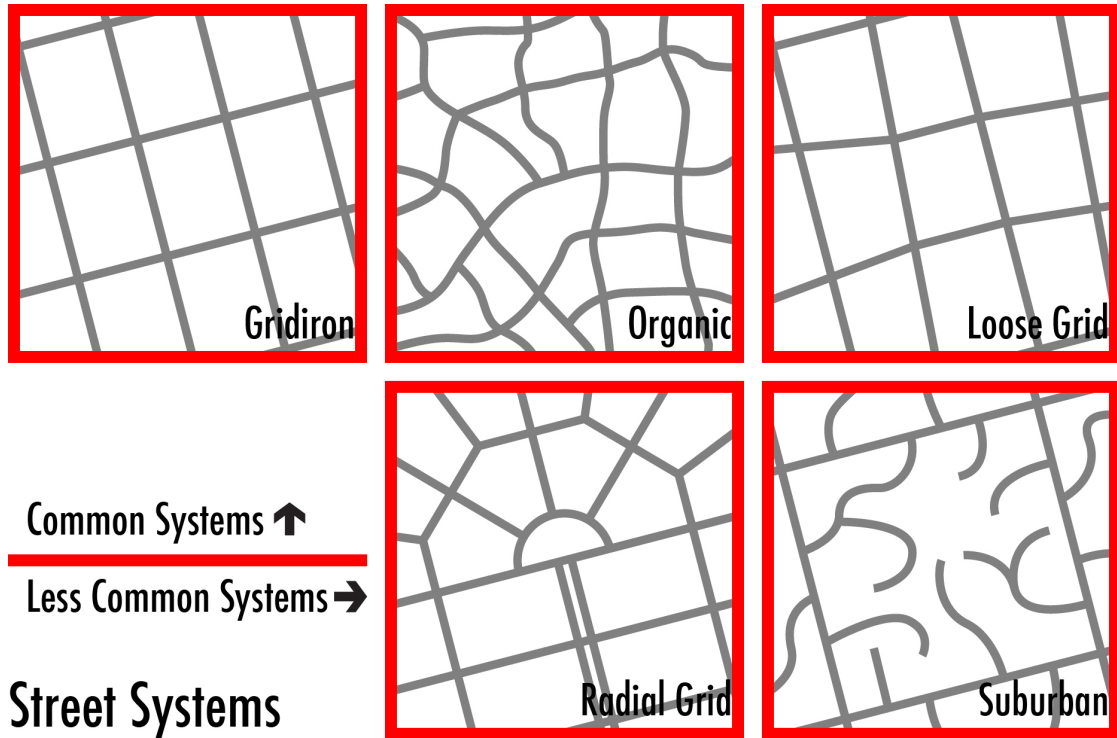 Gridiron
Organic
Loose Grid
Common Systems
Less Common Systems
Street Systems
Radial Grid
Suburban